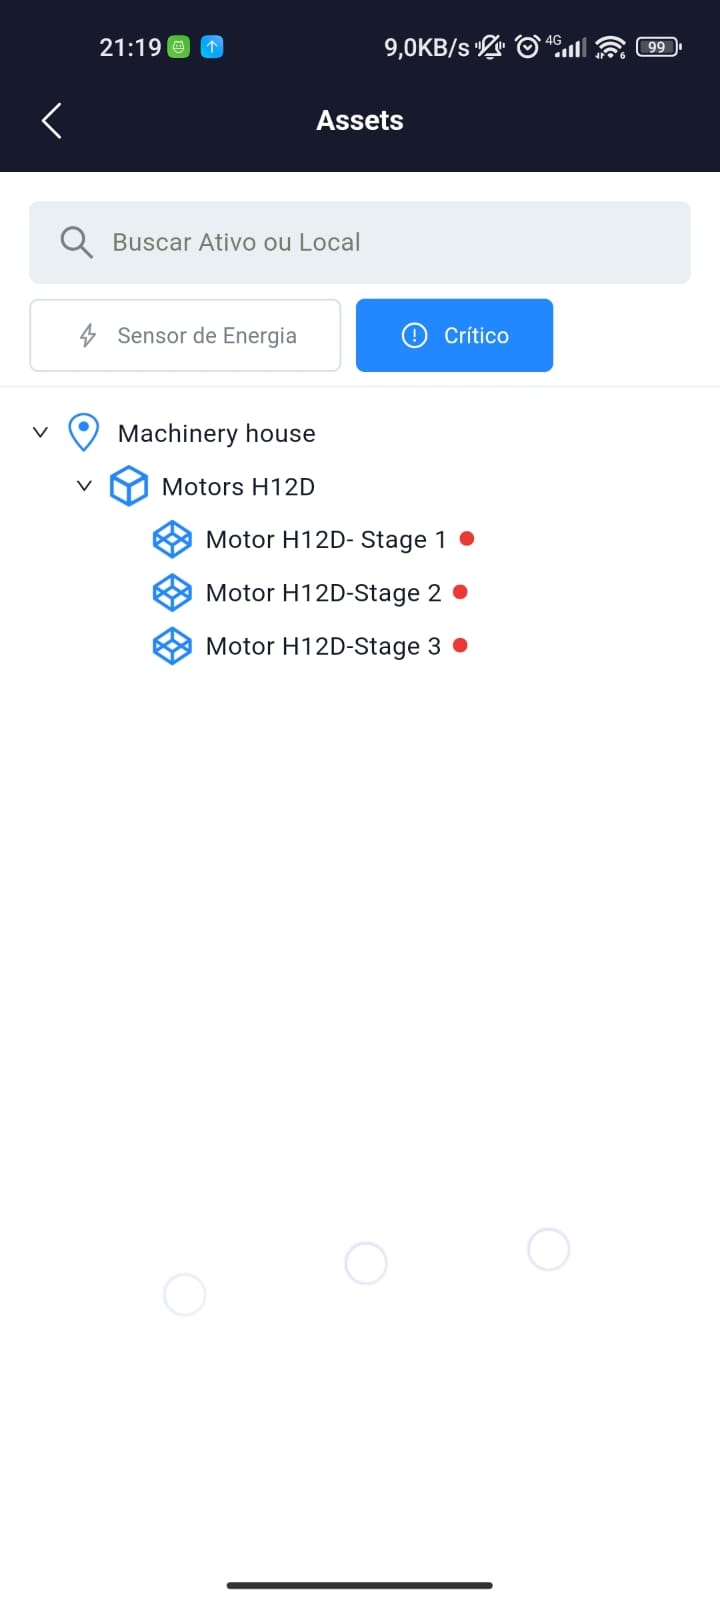 21:19 9,0KB/s 4G 6 99
Assets
Buscar Ativo ou Local
Sensor de Energia Crítico
Machinery house
Motors H12D
Motor H12D- Stage 1
Motor H12D-Stage 2
Motor H12D-Stage 3